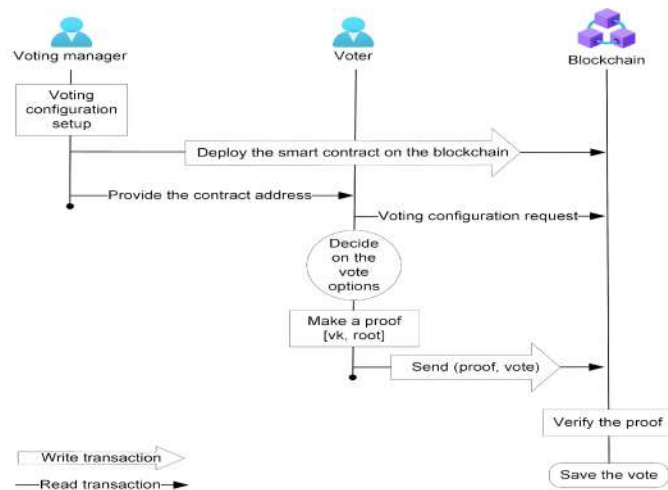 Voting manager
Voter
Blockchain
Voting
configuration
setup
Deploy the smart contract on the blockchain
Provide the contract address
Voting configuration request
Decide
on the
vote
options
Make a proof
[vk, root]
Send (proof, vote)
Verify the proof
Write transaction
Save the vote
Read transaction